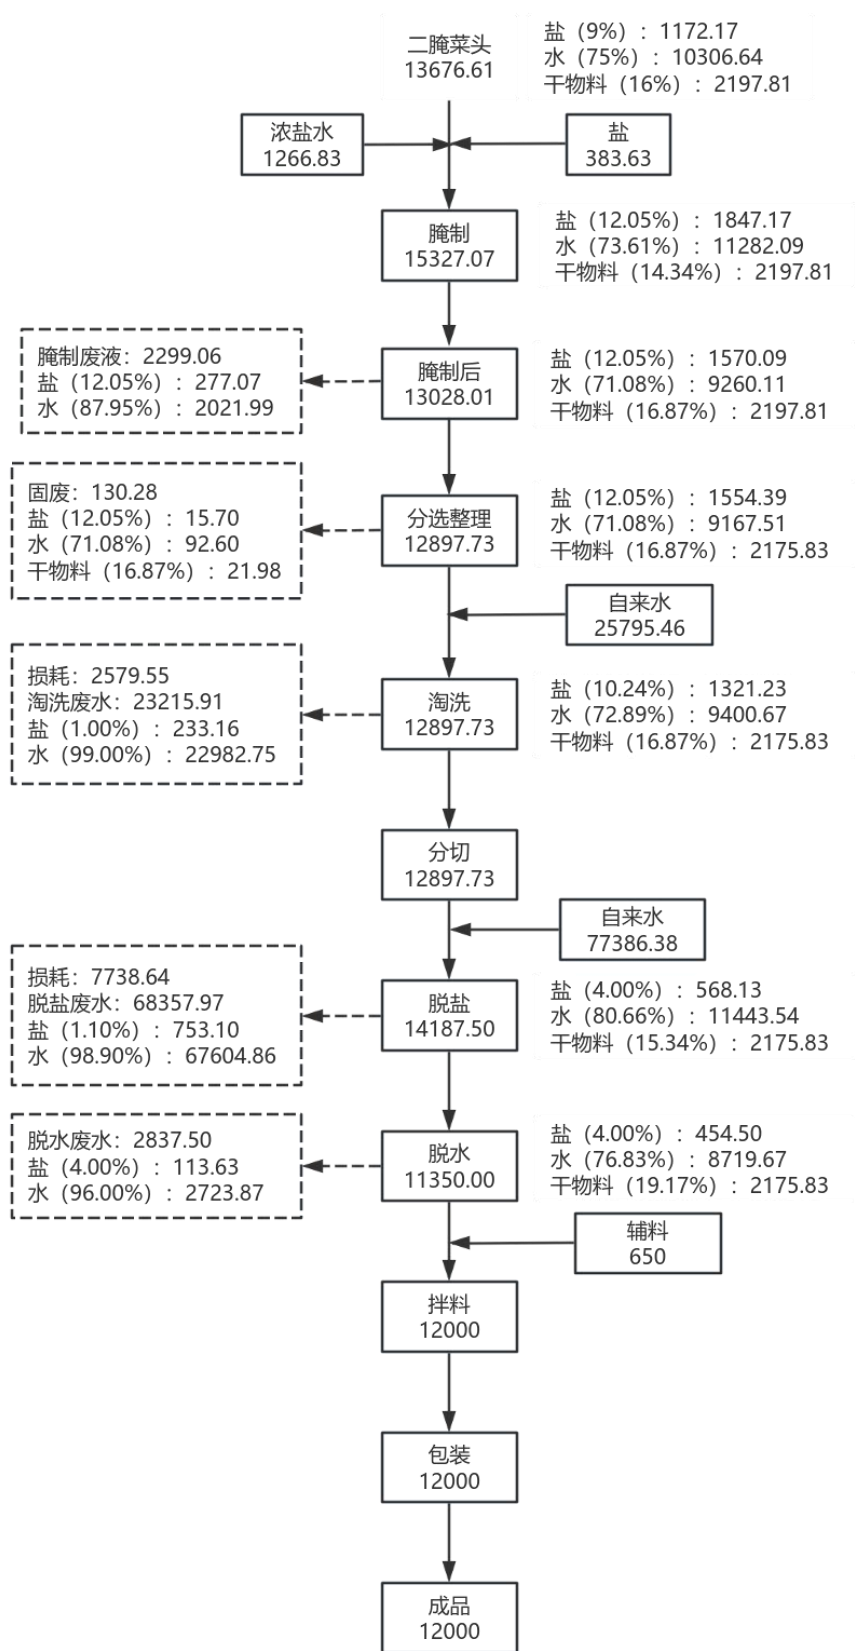 二腌菜头
13676.61
盐（9%）：1172.17
水（75%）：10306.64
干物料（16%）：2197.81
浓盐水
1266.83
盐
383.63
腌制
15327.07
盐（12.05%）：1847.17
水（73.61%）：11282.09
干物料（14.34%）：2197.81
腌制废液：2299.06
盐（12.05%）：277.07
水（87.95%）：2021.99
腌制后
13028.01
盐（12.05%）：1570.09
水（71.08%）：9260.11
干物料（16.87%）：2197.81
固废：130.28
盐（12.05%）：15.70
水（71.08%）：92.60
干物料（16.87%）：21.98
分选整理
12897.73
盐（12.05%）：1554.39
水（71.08%）：9167.51
干物料（16.87%）：2175.83
自来水
25795.46
损耗：2579.55
淘洗废水：23215.91
盐（1.00%）：233.16
水（99.00%）：22982.75
淘洗
12897.73
盐（10.24%）：1321.23
水（72.89%）：9400.67
干物料（16.87%）：2175.83
分切
12897.73
自来水
77386.38
损耗：7738.64
脱盐废水：68357.97
盐（1.10%）：753.10
水（98.90%）：67604.86
脱盐
14187.50
盐（4.00%）：568.13
水（80.66%）：11443.54
干物料（15.34%）：2175.83
脱水废水：2837.50
盐（4.00%）：113.63
水（96.00%）：2723.87
脱水
11350.00
盐（4.00%）：454.50
水（76.83%）：8719.67
干物料（19.17%）：2175.83
辅料
650
拌料
12000
包装
12000
成品
12000